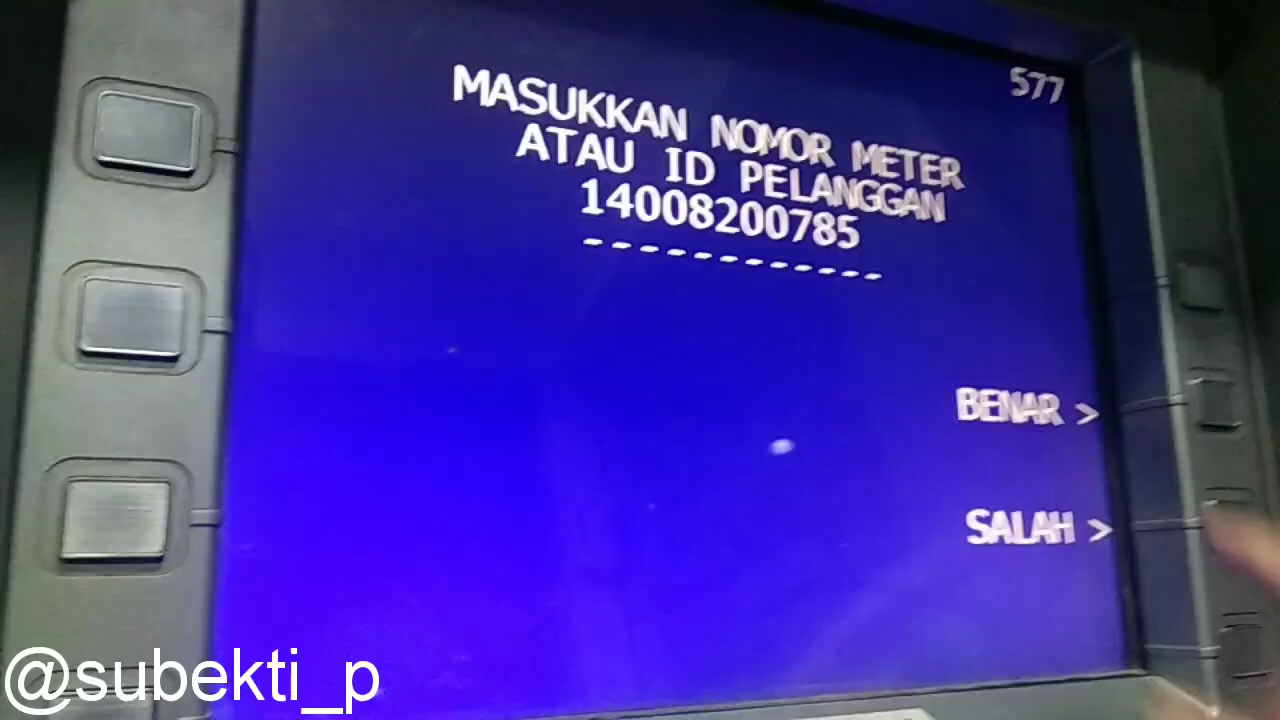 577
MASUKKAN NOMOR METER
ATAU ID PELANGGAN
14008200785
------------
BENAR >
SALAH >
@subekti_p